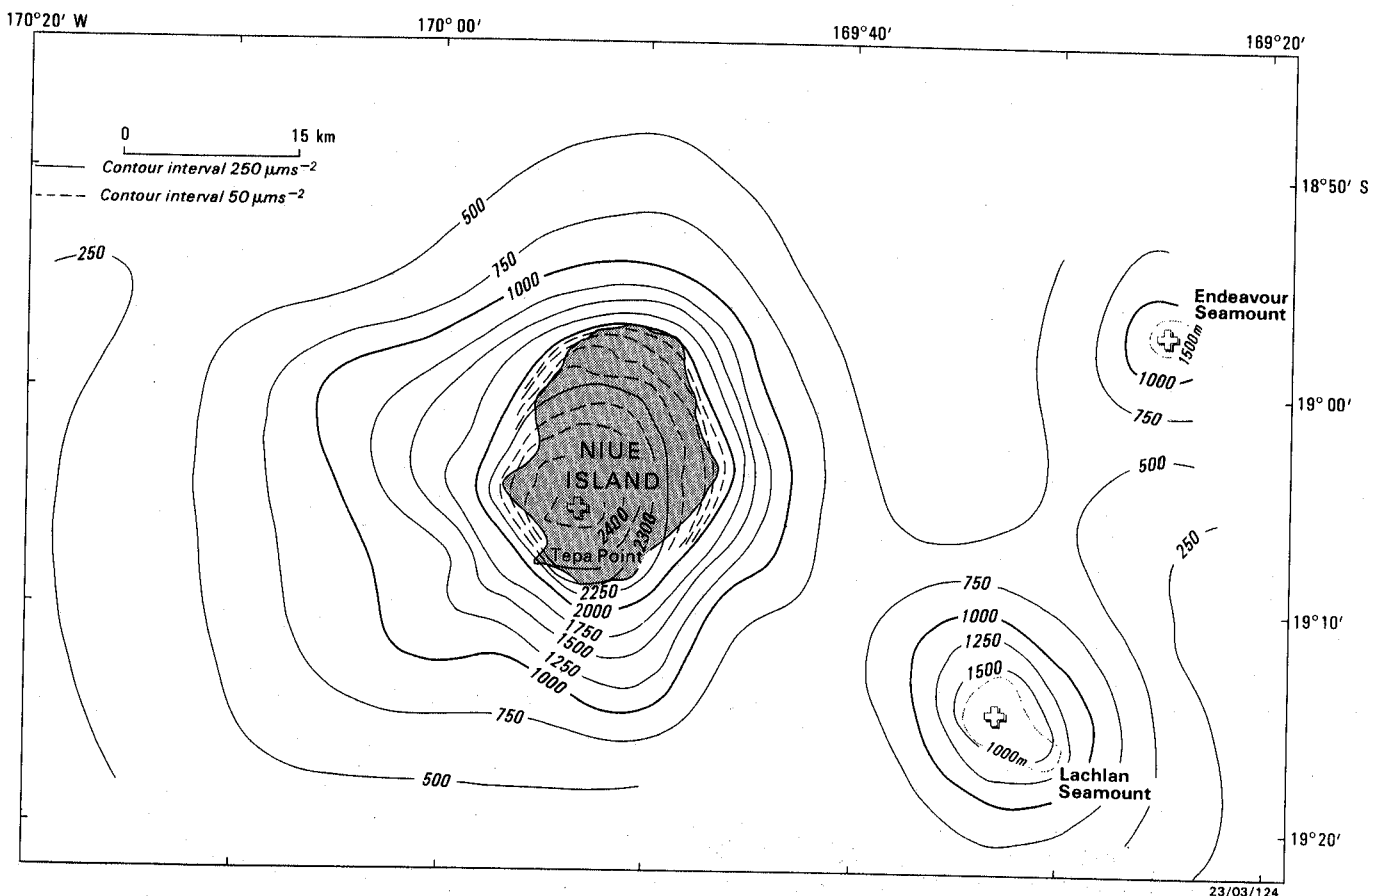 170°20' W
170°00'
169°40'
169°20'
0 15 km
Contour interval 250 μms⁻²
Contour interval 50 μms⁻²
18°50' S
500
250
750
1000
Endeavour
Seamount
1500m
1000
750
19°00'
NIUE
ISLAND
500
2400
2300
250
Tepa Point
2250
2000
1750
1500
1250
1000
750
500
750
1000
1250
1500
1000m
19°10'
Lachlan
Seamount
19°20'
23/03/124